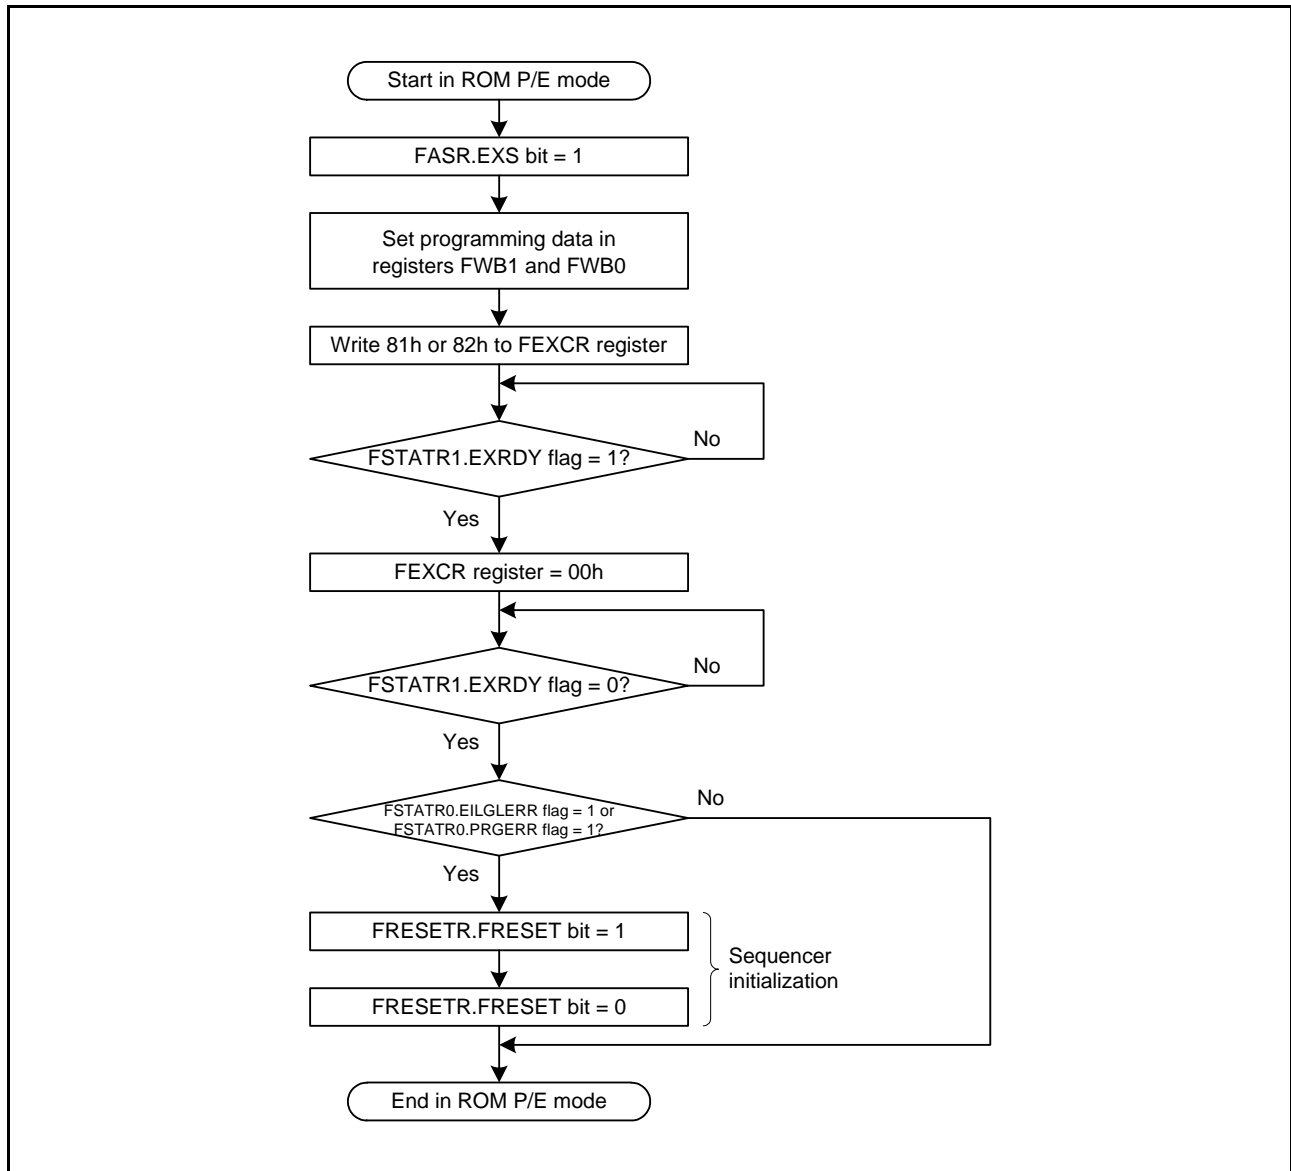 Start in ROM P/E mode
FASR.EXS bit = 1
Set programming data in
registers FWB1 and FWB0
Write 81h or 82h to FEXCR register
No
FSTATR1.EXRDY flag = 1?
Yes
FEXCR register = 00h
No
FSTATR1.EXRDY flag = 0?
Yes
No
FSTATR0.EILGLERR flag = 1 or
FSTATR0.PRGERR flag = 1?
Yes
FRESETR.FRESET bit = 1
Sequencer
initialization
FRESETR.FRESET bit = 0
End in ROM P/E mode